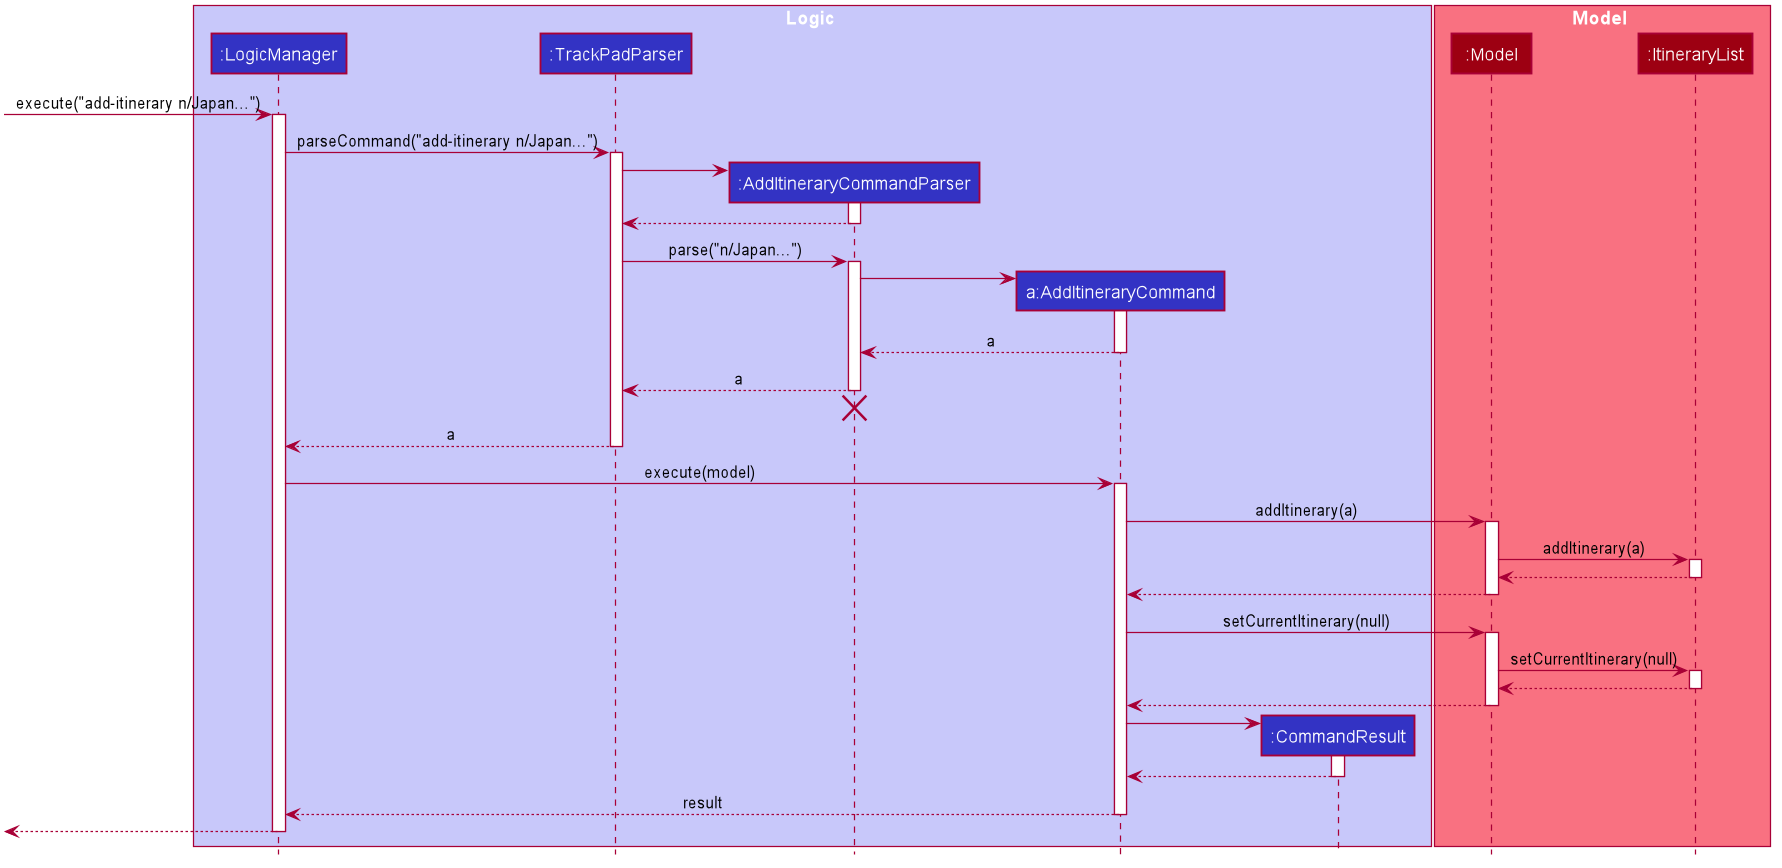 Logic
Model
:LogicManager
:TrackPadParser
:Model
:ItineraryList
execute("add-itinerary n/Japan...")
parseCommand("add-itinerary n/Japan...")
:AddItineraryCommandParser
parse("n/Japan...")
a:AddItineraryCommand
a
a
a
execute(model)
addItinerary(a)
addItinerary(a)
setCurrentItinerary(null)
setCurrentItinerary(null)
:CommandResult
result